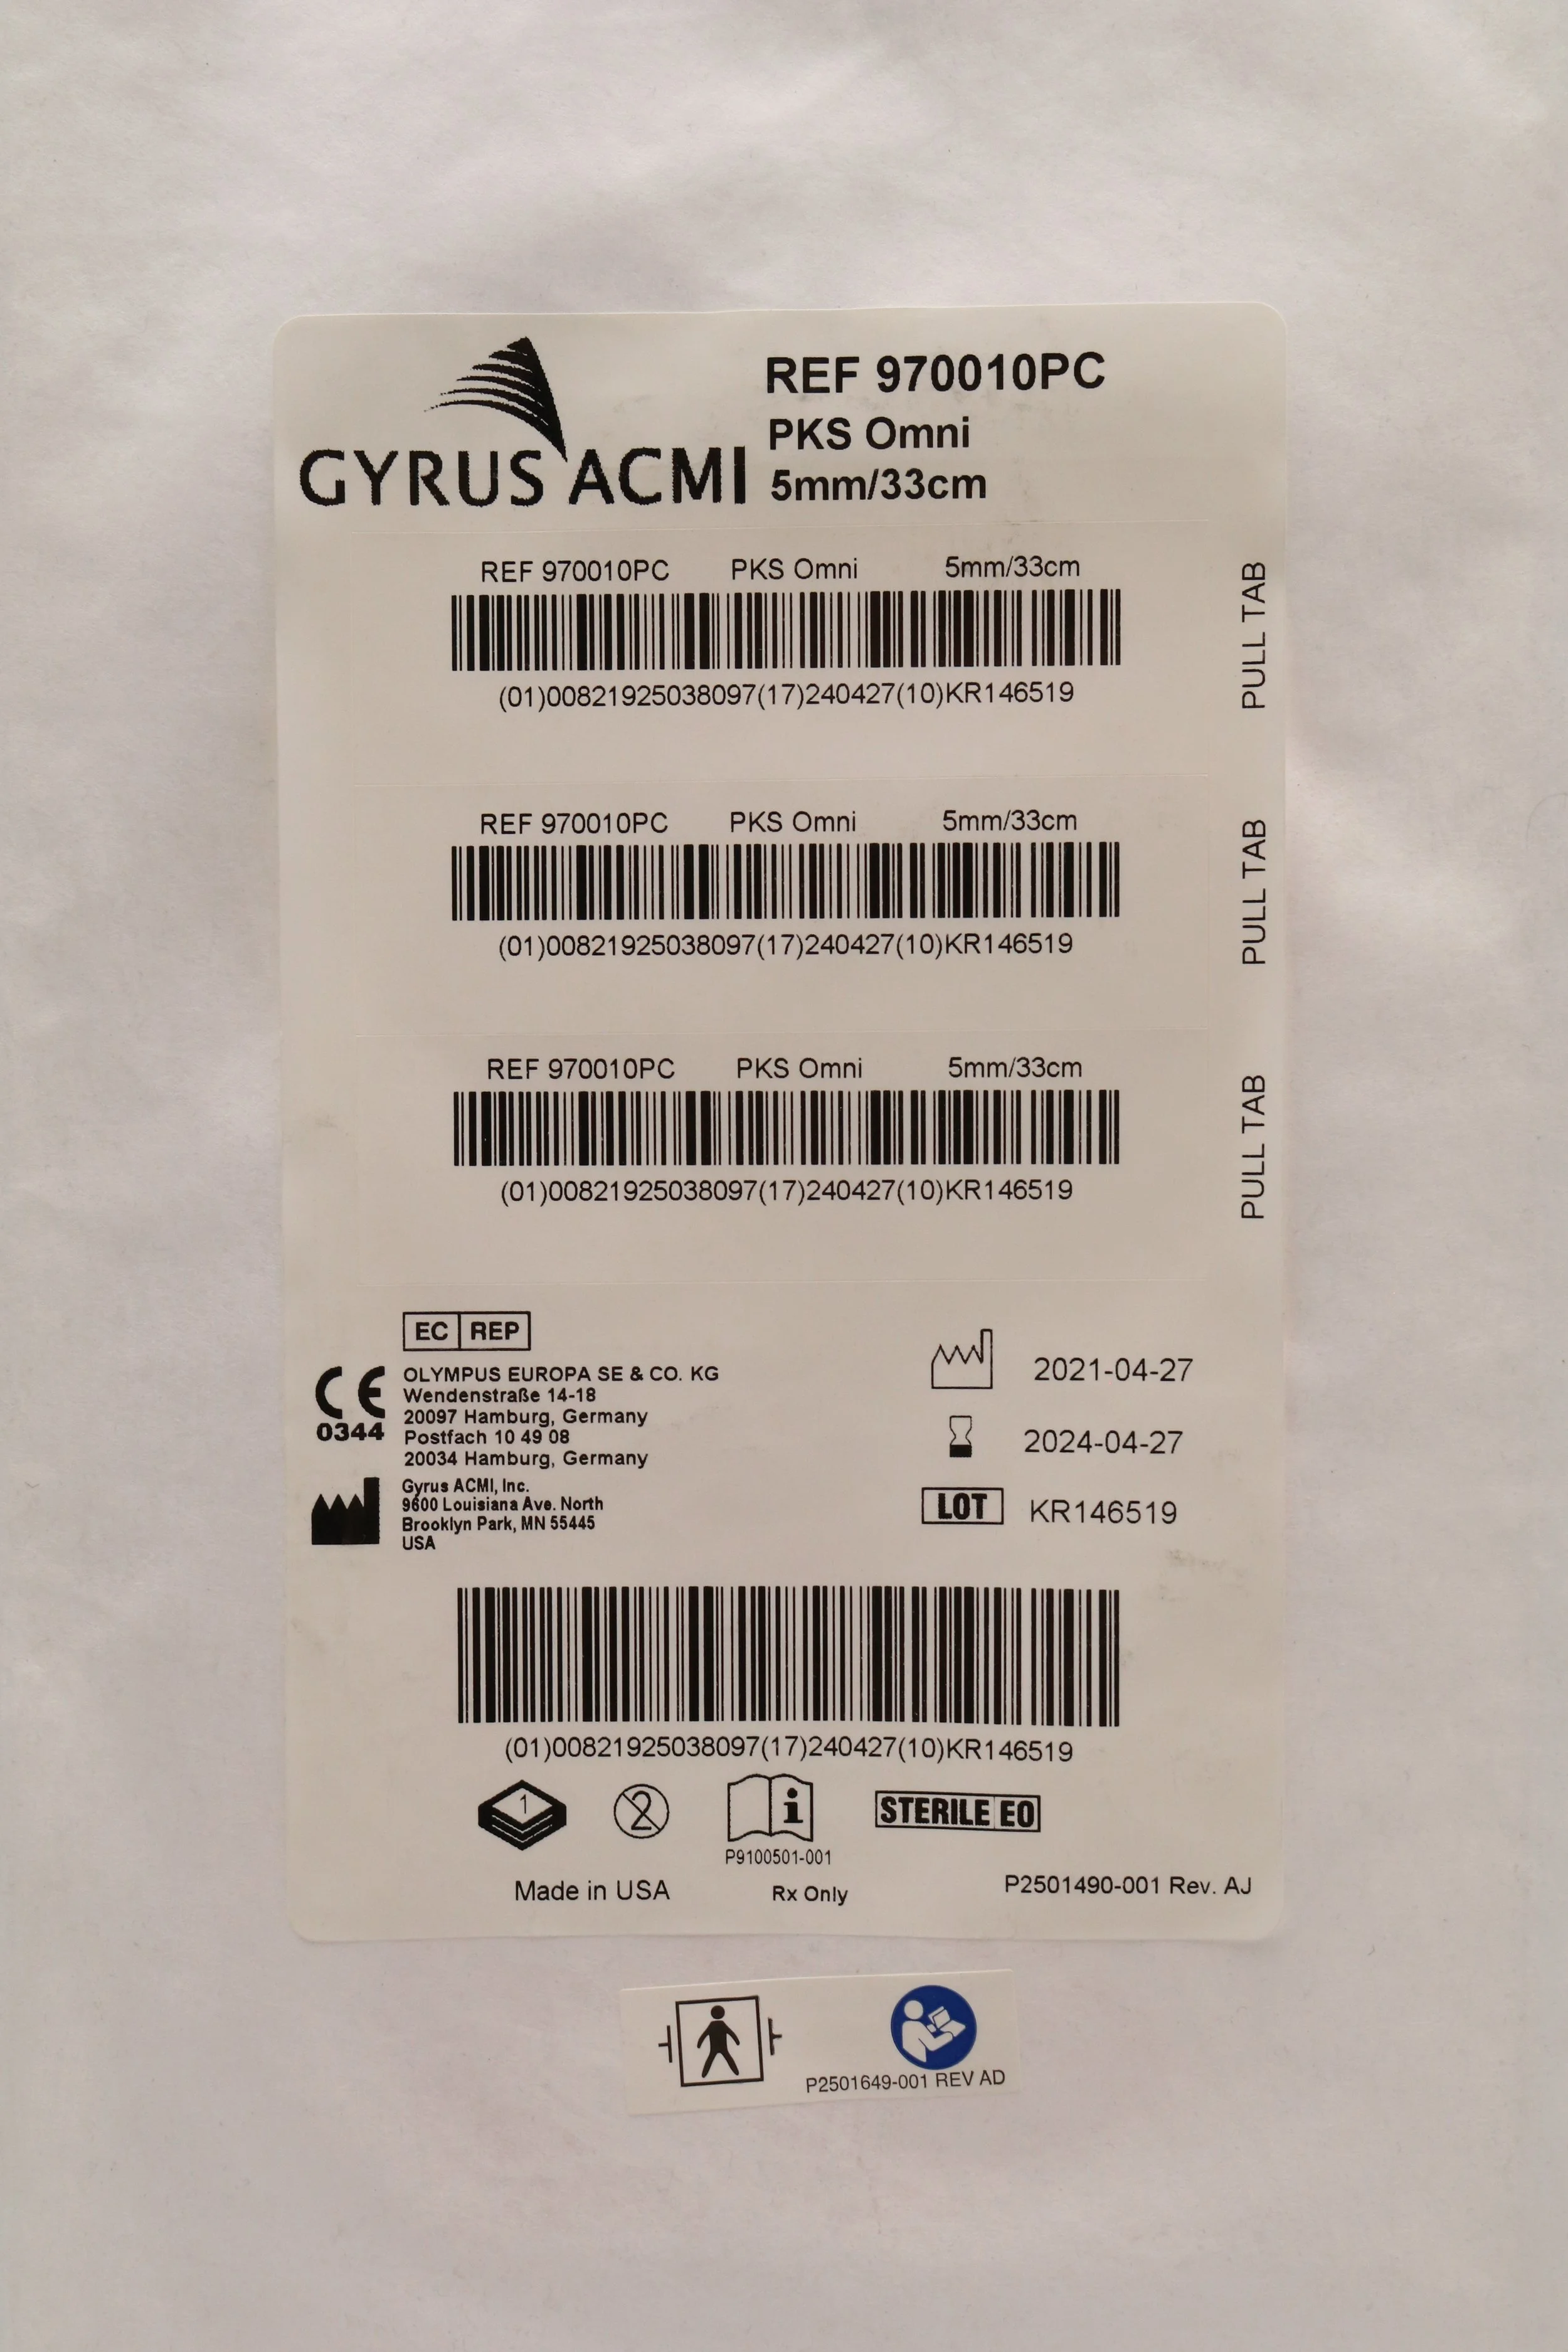 GYRUS ACMI
REF 970010PC
PKS Omni
5mm/33cm
REF 970010PC PKS Omni 5mm/33cm
(01)00821925038097(17)240427(10)KR146519
PULL TAB
REF 970010PC PKS Omni 5mm/33cm
(01)00821925038097(17)240427(10)KR146519
PULL TAB
REF 970010PC PKS Omni 5mm/33cm
(01)00821925038097(17)240427(10)KR146519
PULL TAB
EC REP
CE
0344
OLYMPUS EUROPA SE & CO. KG
Wendenstraße 14-18
20097 Hamburg, Germany
Postfach 10 49 08
20034 Hamburg, Germany
Gyrus ACMI, Inc.
9600 Louisiana Ave. North
Brooklyn Park, MN 55445
USA
2021-04-27
2024-04-27
LOT KR146519
(01)00821925038097(17)240427(10)KR146519
1
2
i
STERILE EO
P9100501-001
Made in USA
Rx Only
P2501490-001 Rev. AJ
P2501649-001 REV AD